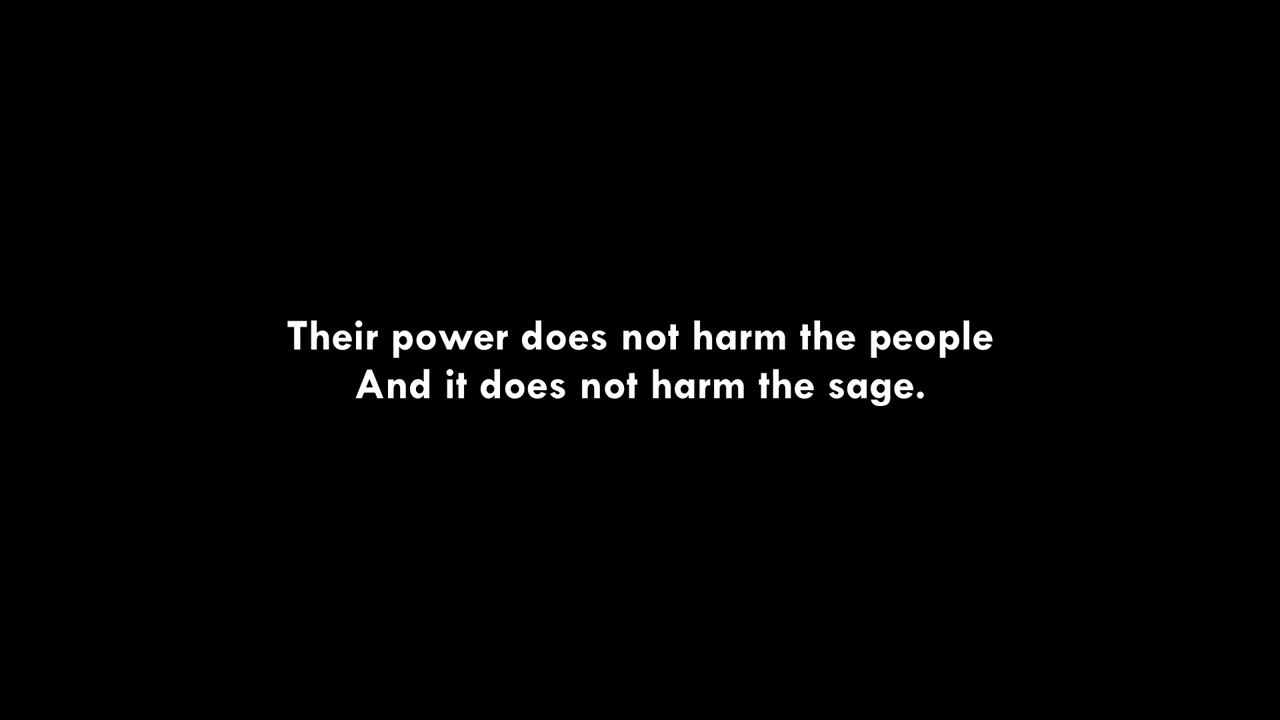 Their power does not harm the people
And it does not harm the sage.